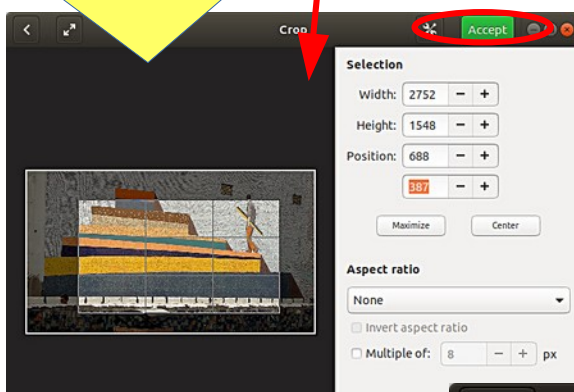 Crop
Accept
Selection
Width: 2752 − +
Height: 1548 − +
Position: 688 − +
387 − +
Maximize Center
Aspect ratio
None
Invert aspect ratio
Multiple of: 8 − + px